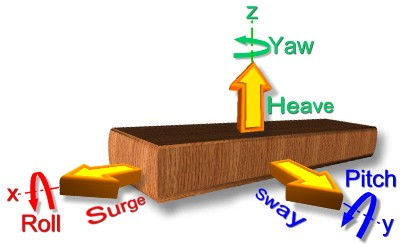 z
Yaw
Heave
x
Roll
Surge
Sway
Pitch
y